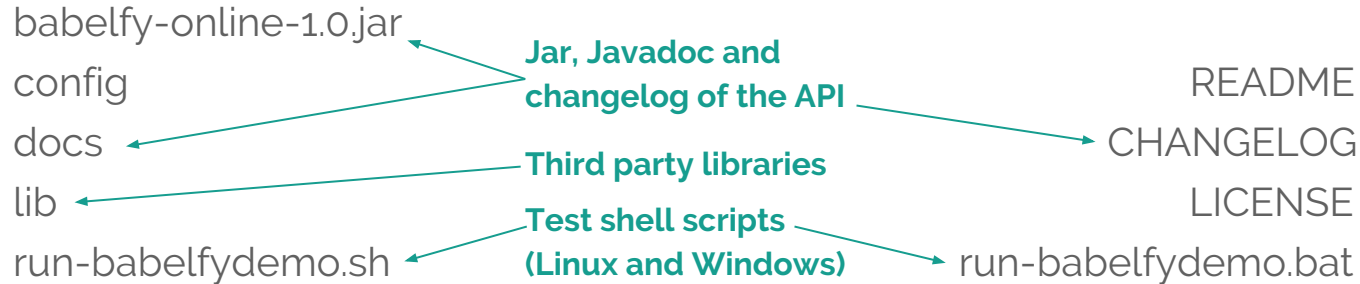 babelfy-online-1.0.jar
config
docs
lib
run-babelfydemo.sh
Jar, Javadoc and
changelog of the API
Third party libraries
Test shell scripts
(Linux and Windows)
README
CHANGELOG
LICENSE
run-babelfydemo.bat